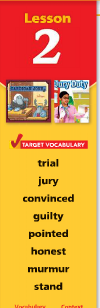 Lesson
2
Jury Duty
TARGET VOCABULARY
trial
jury
convinced
guilty
pointed
honest
murmur
stand
Vocabulary Context